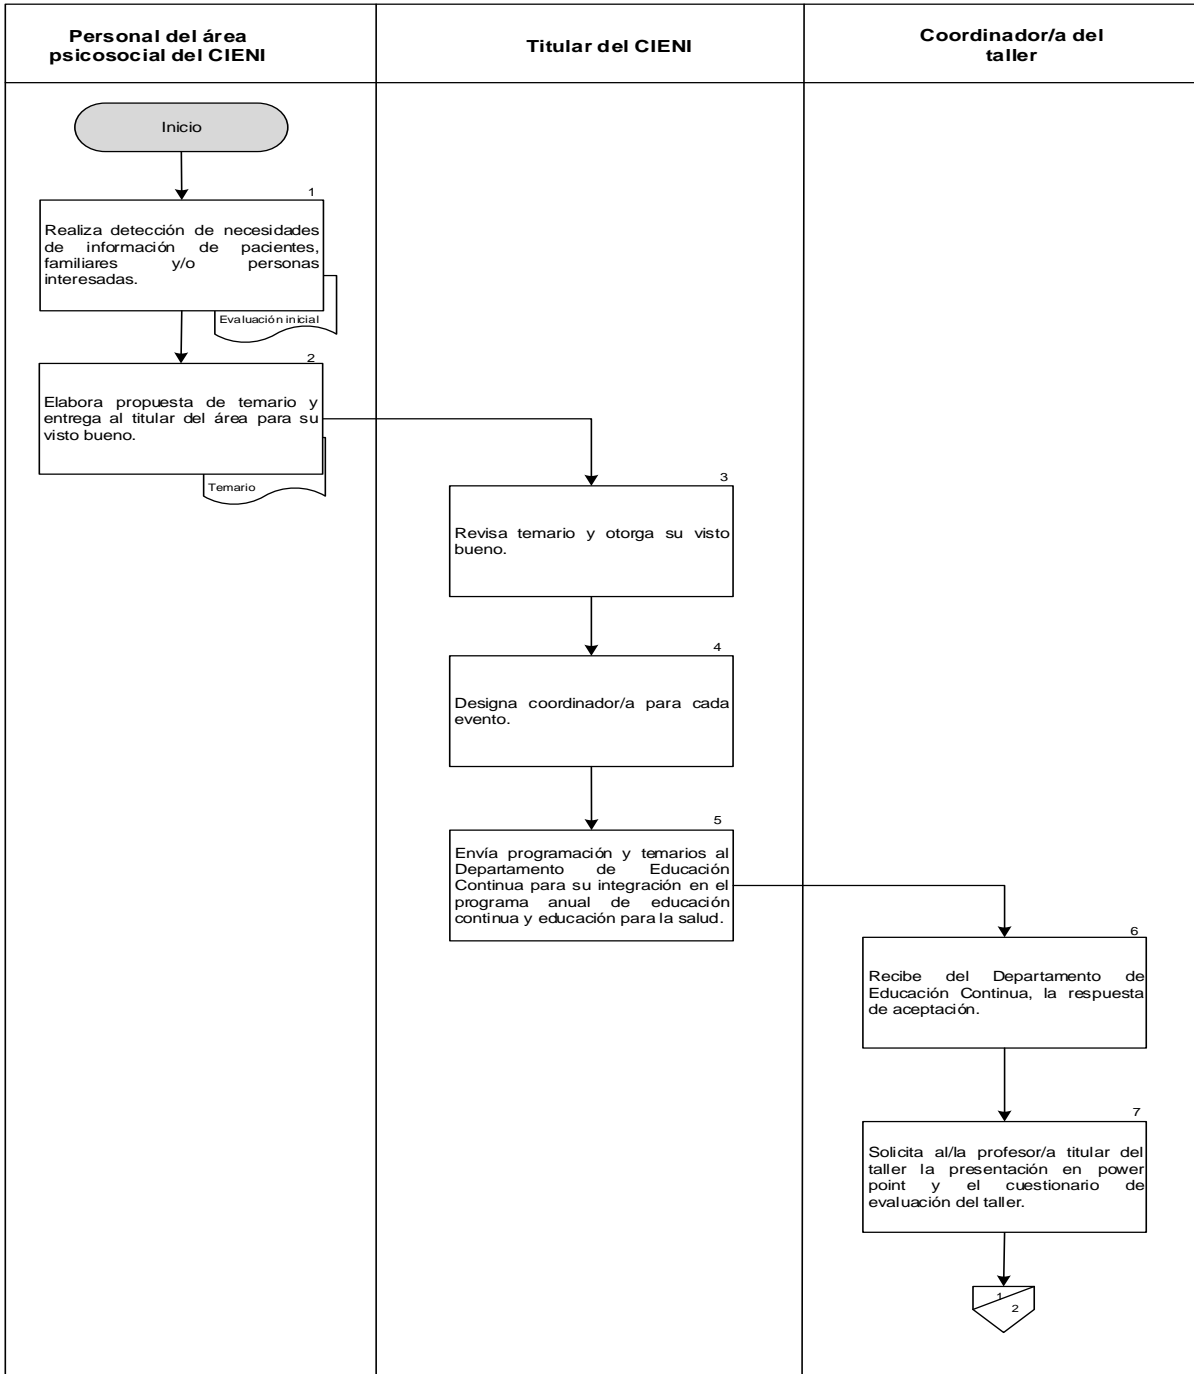 Personal del área
psicosocial del CIENI
Titular del CIENI
Coordinador/a del
taller
Inicio
1
Realiza detección de necesidades
de información de pacientes,
familiares y/o personas
interesadas.
Evaluación inicial
2
Elabora propuesta de temario y
entrega al titular del área para su
visto bueno.
Temario
3
Revisa temario y otorga su visto
bueno.
4
Designa coordinador/a para cada
evento.
5
Envía programación y temarios al
Departamento de Educación
Continua para su integración en el
programa anual de educación
continua y educación para la salud.
6
Recibe del Departamento de
Educación Continua, la respuesta
de aceptación.
7
Solicita al/la profesor/a titular del
taller la presentación en power
point y el cuestionario de
evaluación del taller.
1
2